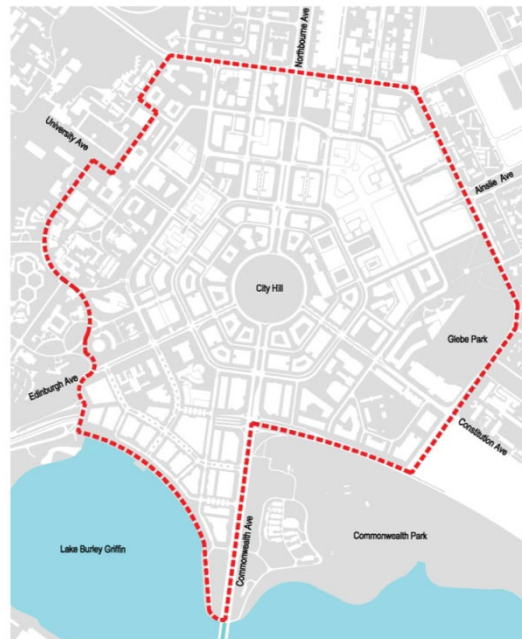 Northbourne Ave
University Ave
Ainslie Ave
City Hill
Glebe Park
Edinburgh Ave
Constitution Ave
Commonwealth Ave
Commonwealth Park
Lake Burley Griffin